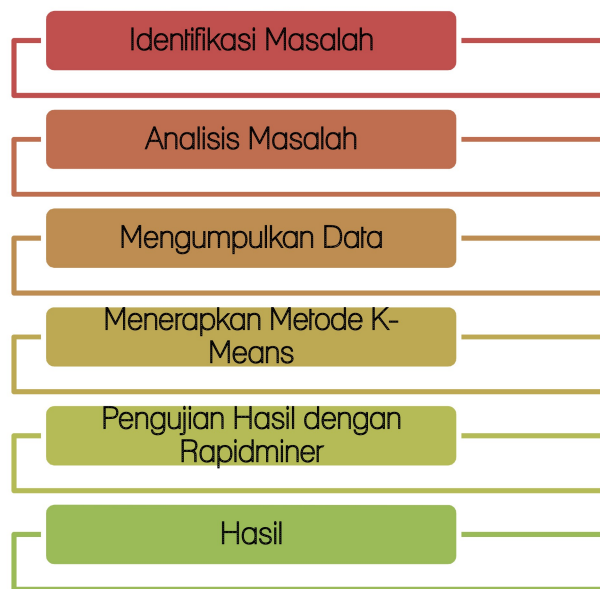 Identifikasi Masalah
Analisis Masalah
Mengumpulkan Data
Menerapkan Metode K-
Means
Pengujian Hasil dengan
Rapidminer
Hasil